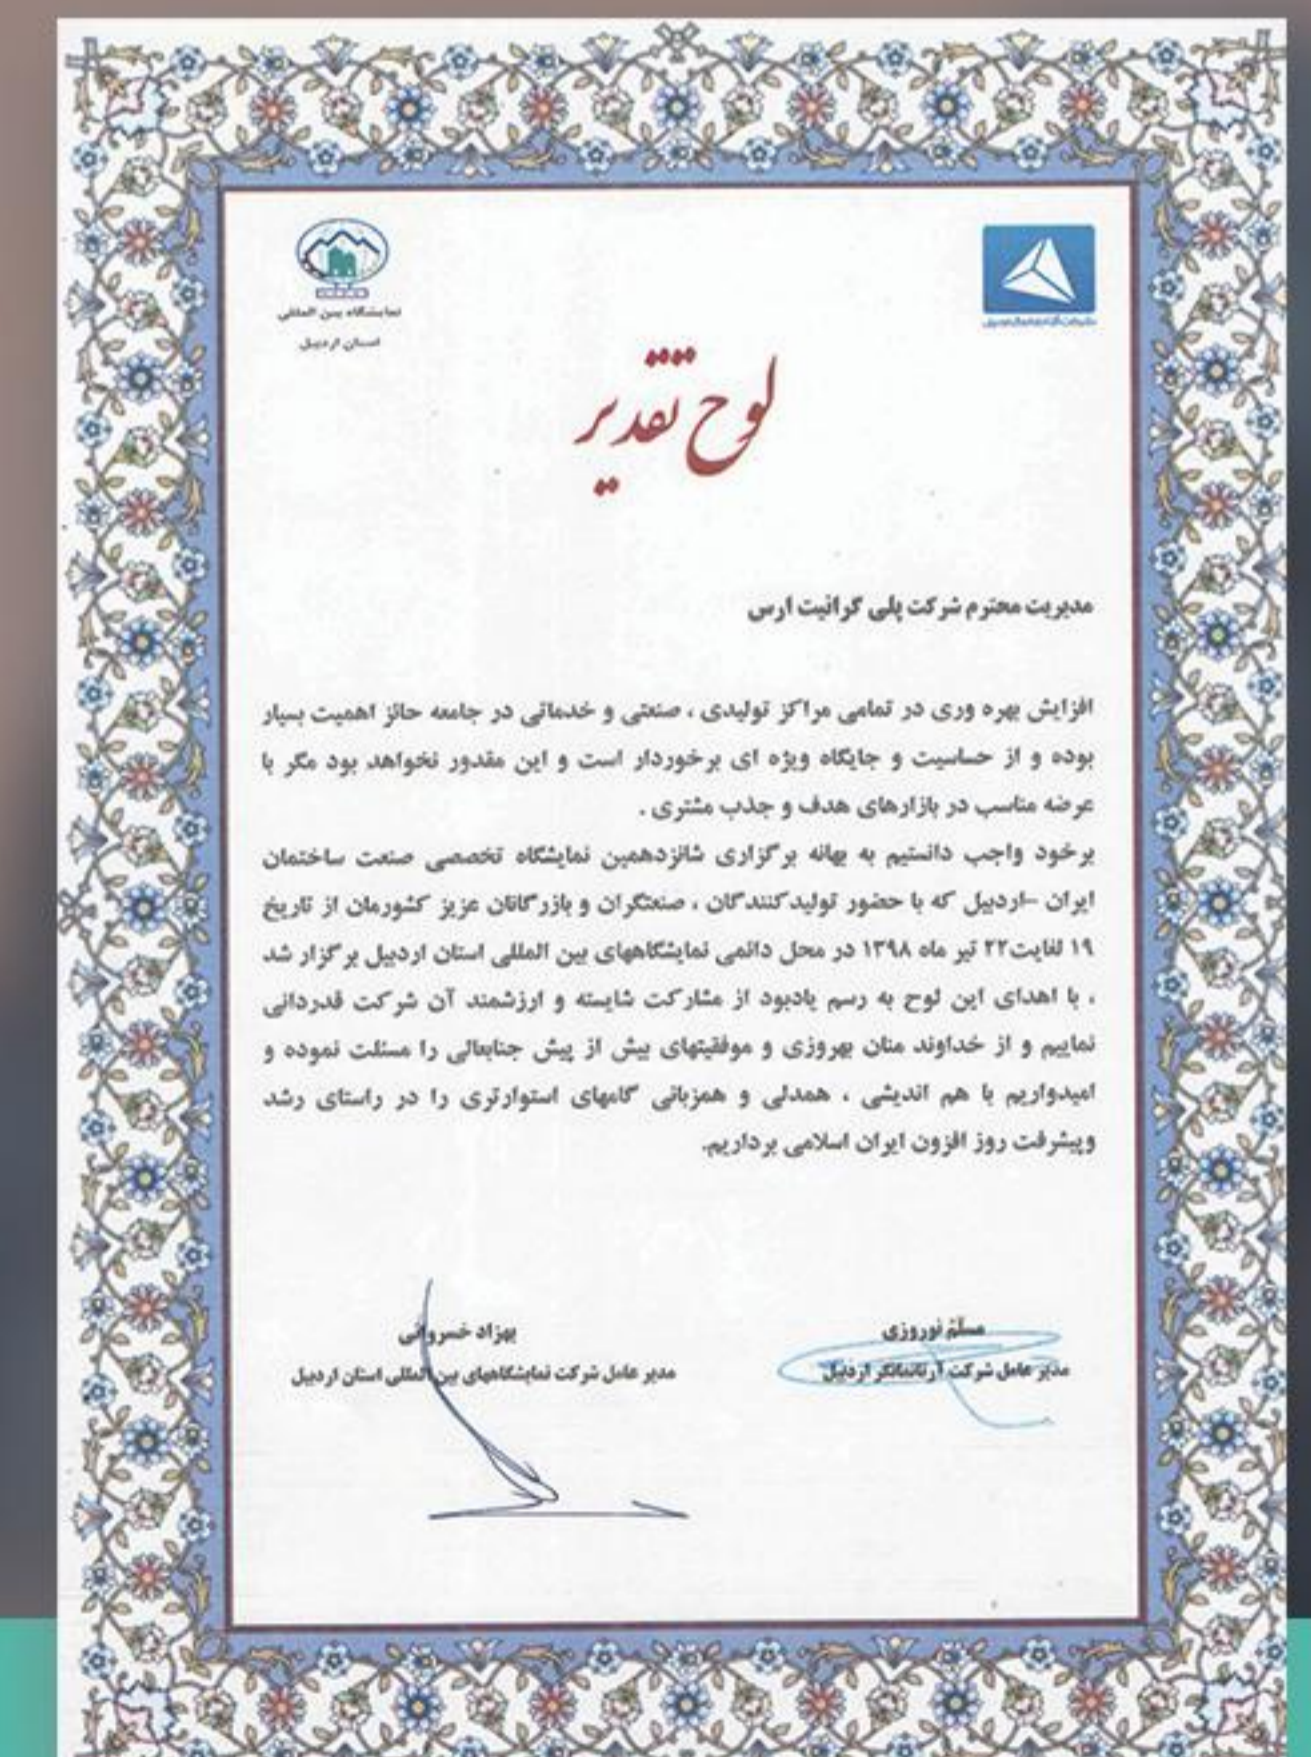 نمایشگاه بین المللی
استان اردبیل
لوح تقدیر
مدیریت محترم شرکت پلی گرانیت ارس
افزایش بهره وری در تمامی مراکز تولیدی ، صنعتی و خدماتی در جامعه حائز اهمیت بسیار
بوده و از حساسیت و جایگاه ویژه ای برخوردار است و این مقدور نخواهد بود مگر با
عرضه مناسب در بازارهای هدف و جذب مشتری .
برخود واجب دانستیم به بهانه برگزاری شانزدهمین نمایشگاه تخصصی صنعت ساختمان
ایران –اردبیل که با حضور تولیدکنندگان ، صنعتگران و بازرگانان عزیز کشورمان از تاریخ
۱۹ لغایت۲۲ تیر ماه ۱۳۹۸ در محل دائمی نمایشگاههای بین المللی استان اردبیل برگزار شد
، با اهدای این لوح به رسم یادبود از مشارکت شایسته و ارزشمند آن شرکت قدردانی
نماییم و از خداوند منان بهروزی و موفقیتهای بیش از پیش جنابعالی را مسئلت نموده و
امیدواریم با هم اندیشی ، همدلی و همزبانی گامهای استوارتری را در راستای رشد
وپیشرفت روز افزون ایران اسلامی برداریم.
مسلم نوروزی
مدیر عامل شرکت آرتانمانگر اردبیل
بهزاد خسروانی
مدیر عامل شرکت نمایشگاههای بین المللی استان اردبیل